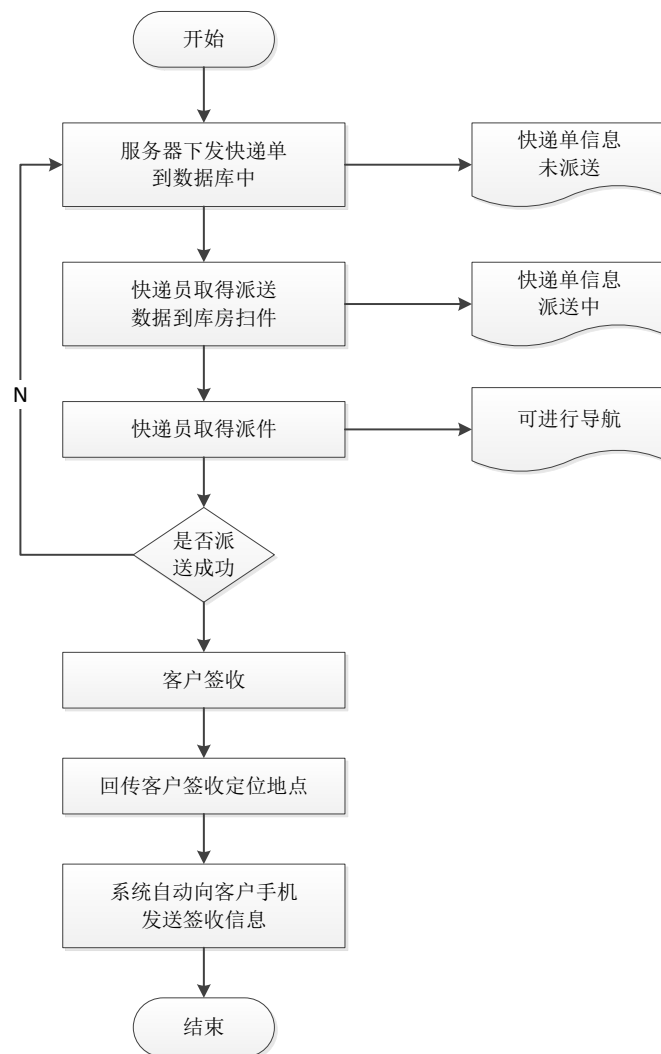 开始
服务器下发快递单
到数据库中
快递单信息
未派送
快递员取得派送
数据到库房扫件
快递单信息
派送中
N
快递员取得派件
可进行导航
是否派
送成功
客户签收
回传客户签收定位地点
系统自动向客户手机
发送签收信息
结束